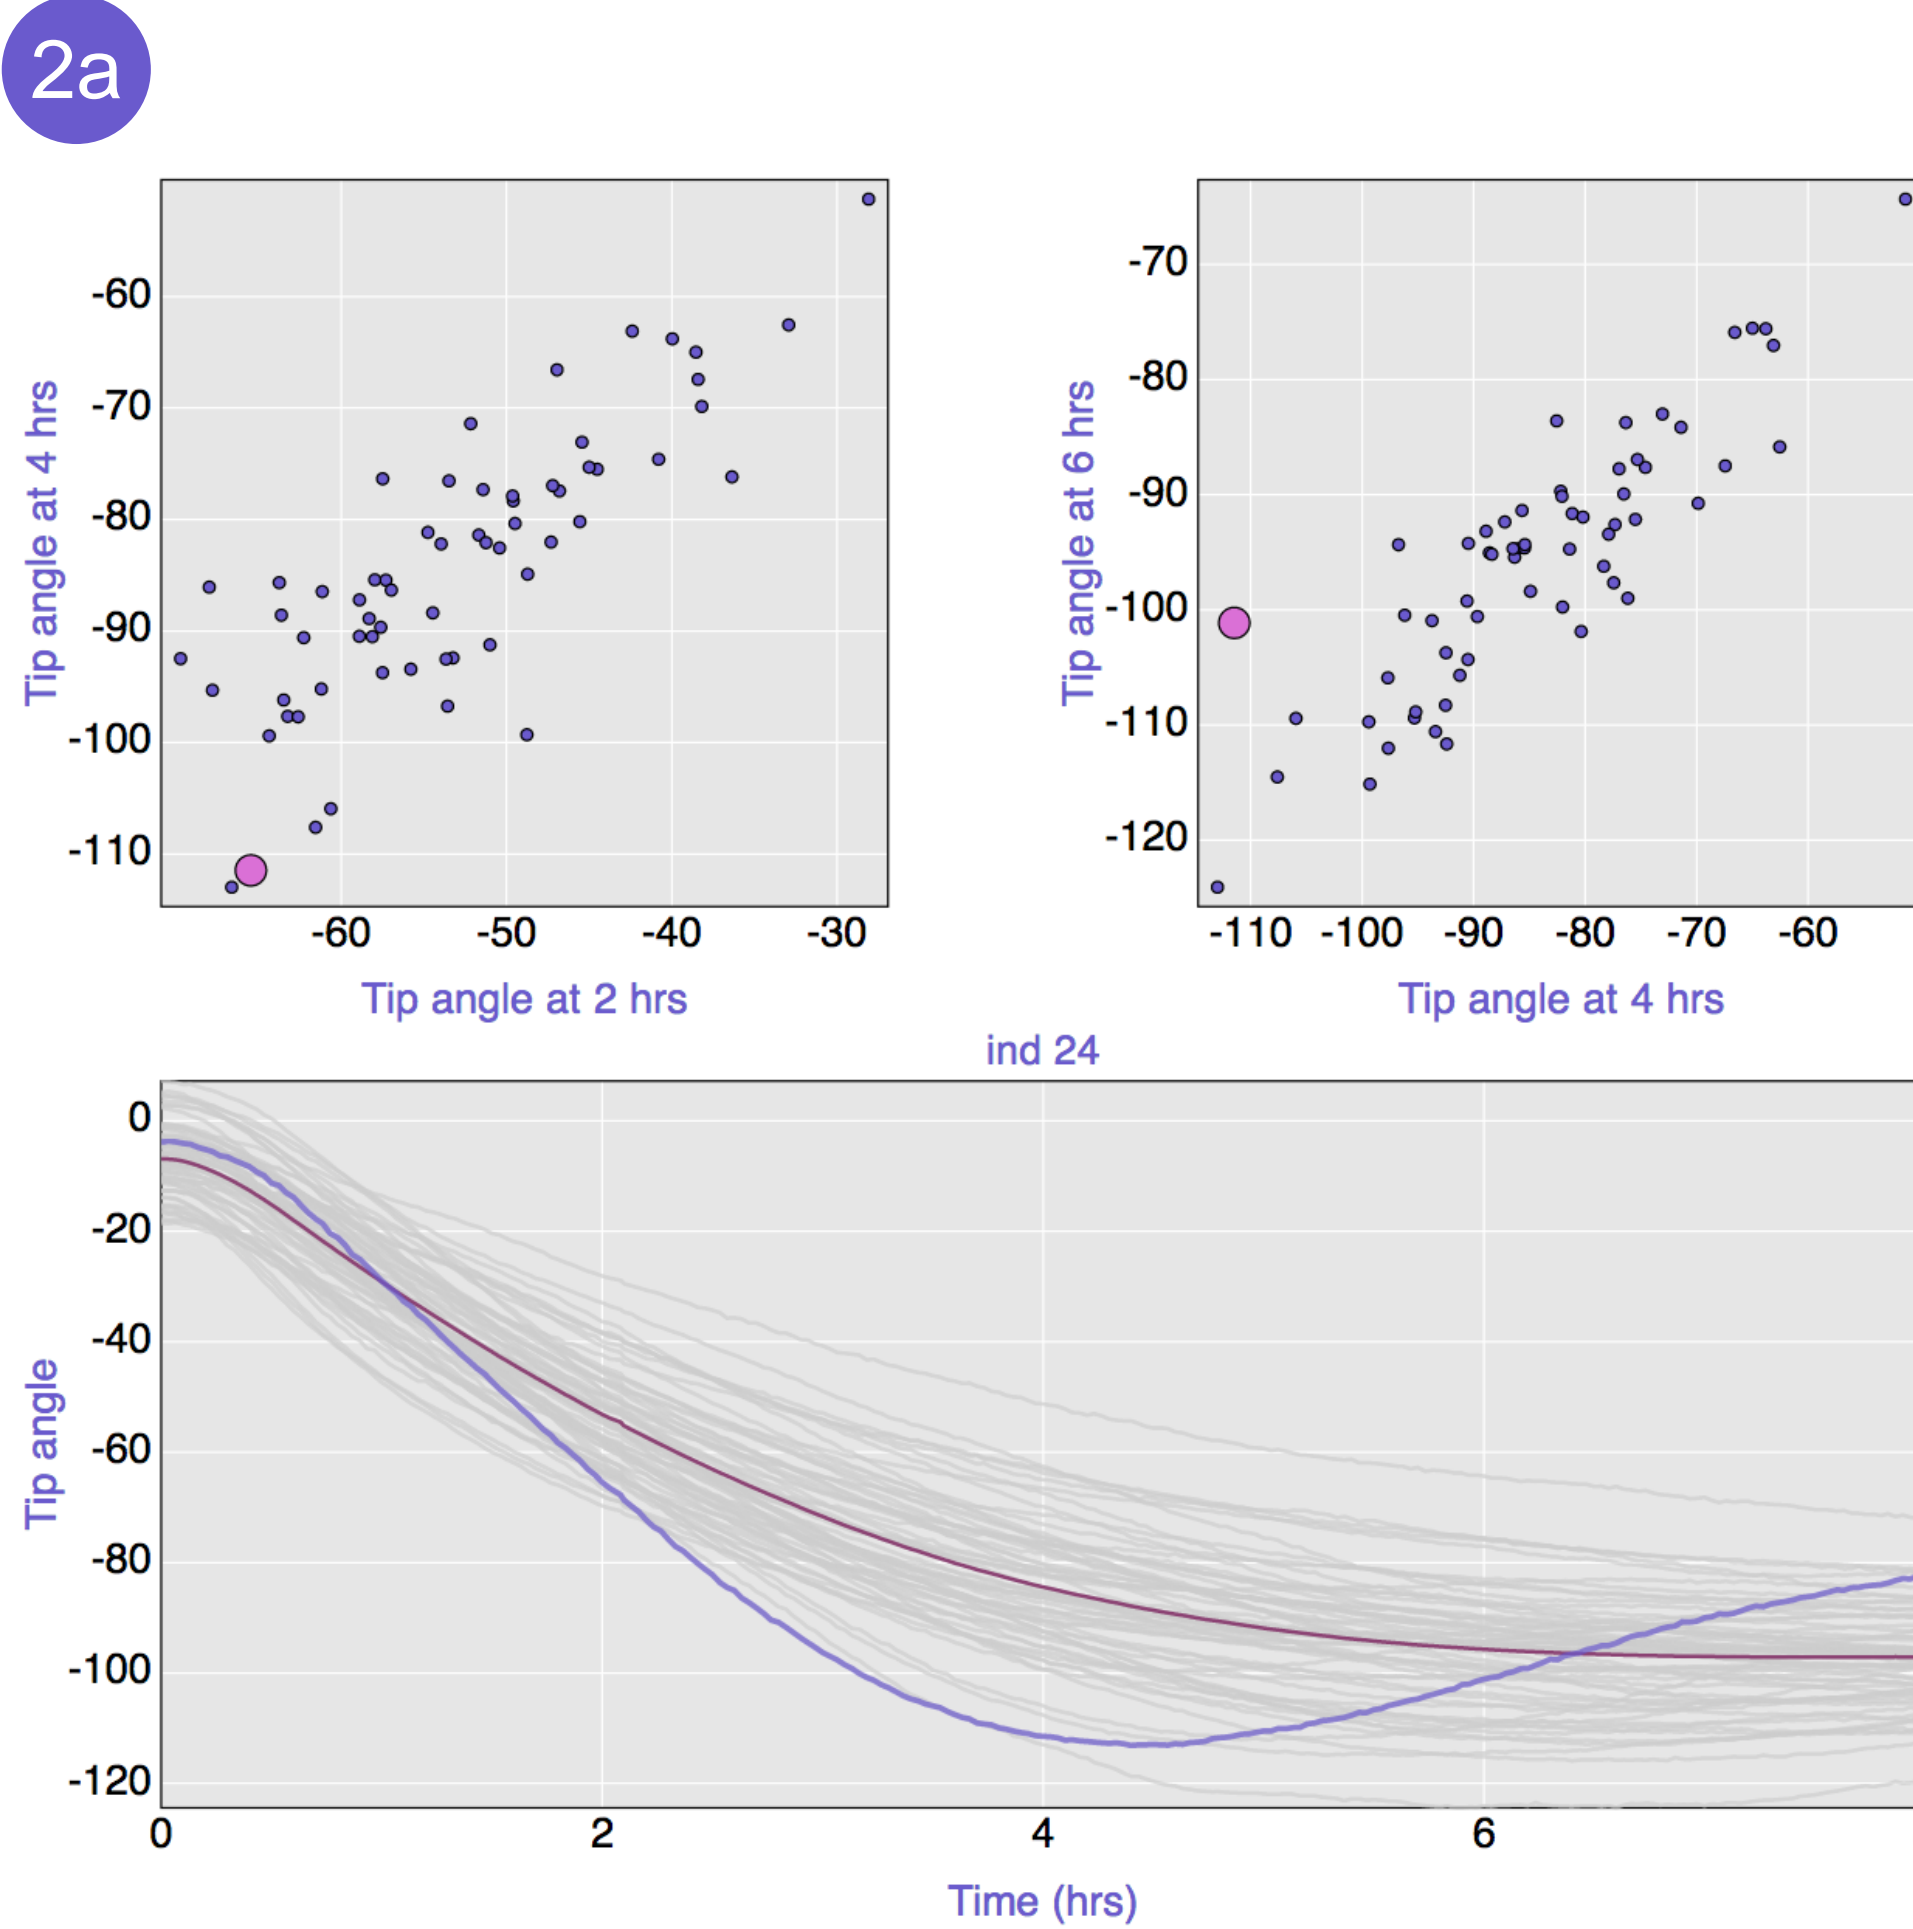 2a
Tip angle at 4 hrs
-60
-70
-80
-90
-100
-110
-60 -50 -40 -30
Tip angle at 2 hrs
Tip angle at 6 hrs
-70
-80
-90
-100
-110
-120
-110 -100 -90 -80 -70 -60
Tip angle at 4 hrs
ind 24
Tip angle
0
-20
-40
-60
-80
-100
-120
0 2 4 6
Time (hrs)